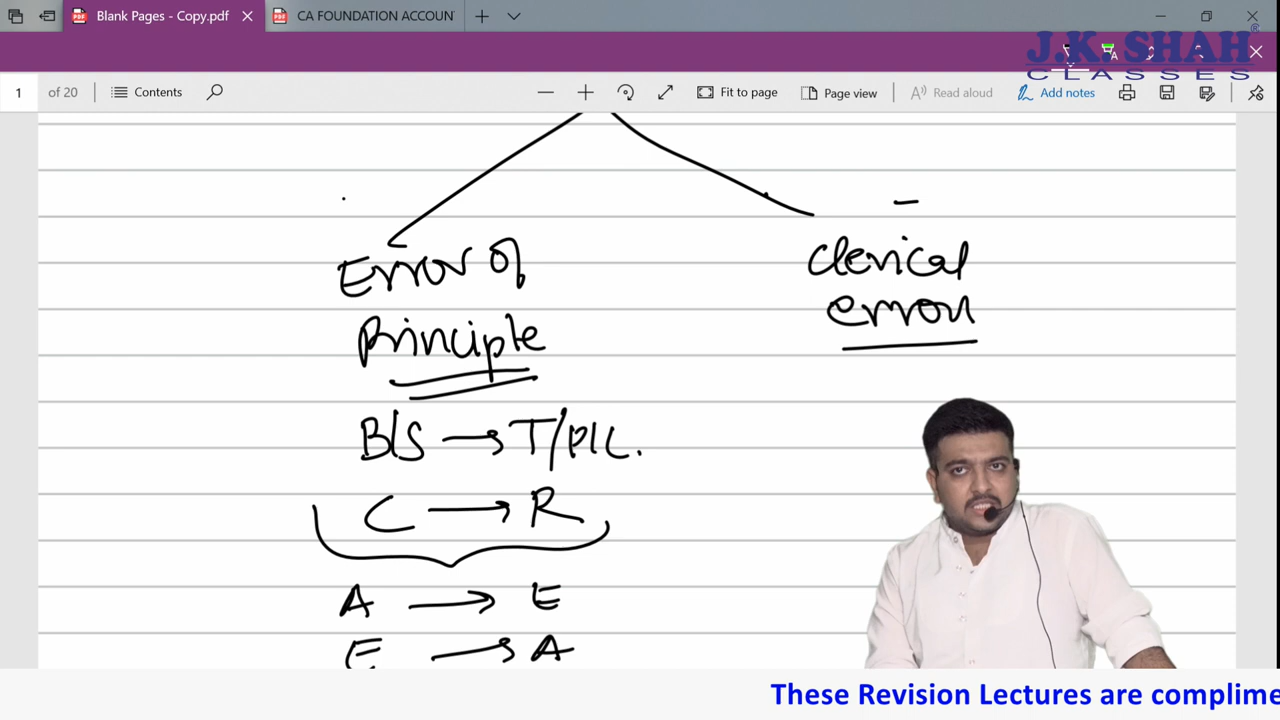 Blank Pages - Copy.pdf
CA FOUNDATION ACCOUN
J.K. SHAH®
CLASSES
1 of 20
Contents
Fit to page
Page view
Read aloud
Add notes
Error of
Principle
clerical
error
B/S → T/P/L.
C → R
A → E
E → A
These Revision Lectures are complime